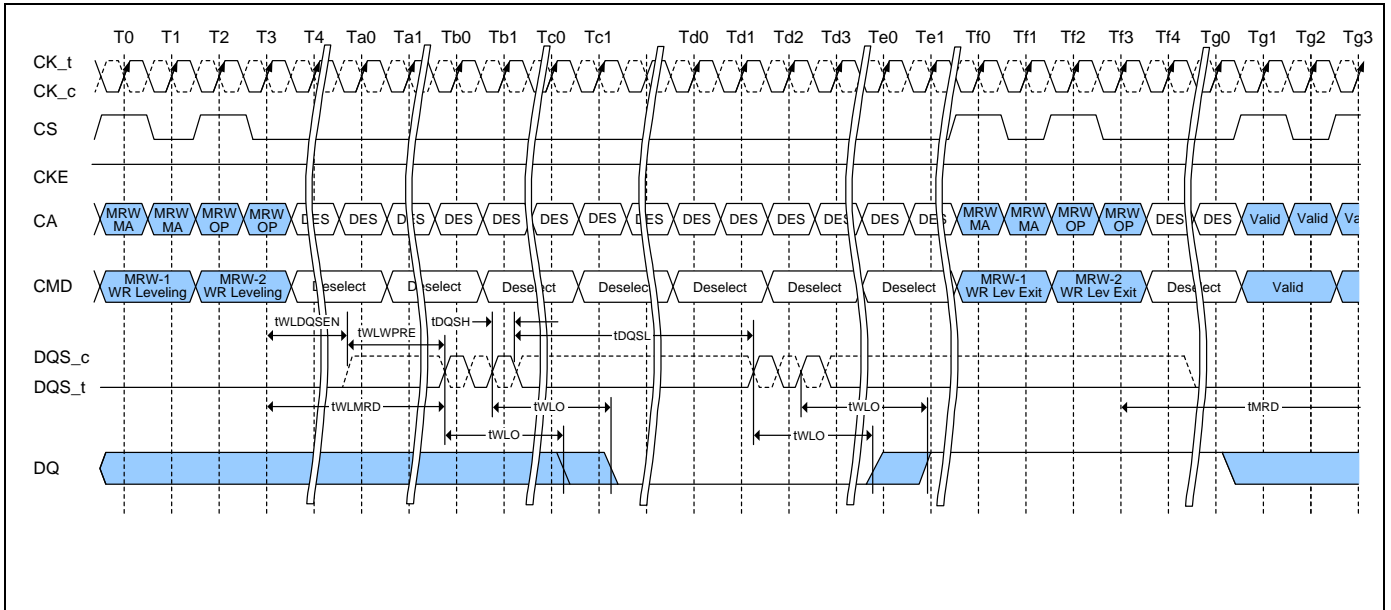 T0 T1 T2 T3 T4 Ta0 Ta1 Tb0 Tb1 Tc0 Tc1 Td0 Td1 Td2 Td3 Te0 Te1 Tf0 Tf1 Tf2 Tf3 Tf4 Tg0 Tg1 Tg2 Tg3
CK_t
CK_c
CS
CKE
CA
MRW MA
MRW MA
MRW OP
MRW OP
DES DES DES DES DES DES DES DES DES DES DES DES DES DES
MRW MA
MRW MA
MRW OP
MRW OP
DES DES Valid Valid Va
CMD
MRW-1 WR Leveling
MRW-2 WR Leveling
Deselect Deselect Deselect Deselect Deselect Deselect Deselect
MRW-1 WR Lev Exit
MRW-2 WR Lev Exit
Deselect Valid
tWLDQSEN
tWLWPRE
tDQSH
tDQSL
DQS_c
DQS_t
tWLMRD
tWLO
tWLO
tMRD
tWLO
tWLO
DQ